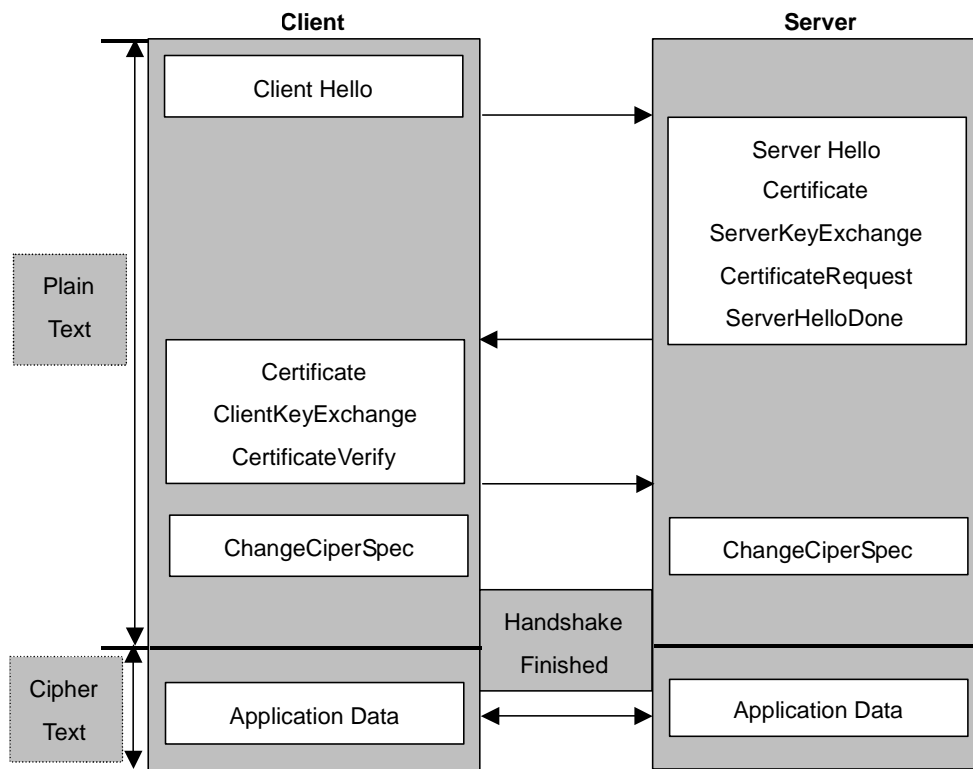 Client
Server
Client Hello
Server Hello
Certificate
ServerKeyExchange
CertificateRequest
ServerHelloDone
Plain
Text
Certificate
ClientKeyExchange
CertificateVerify
ChangeCiperSpec
ChangeCiperSpec
Handshake
Finished
Cipher
Text
Application Data
Application Data